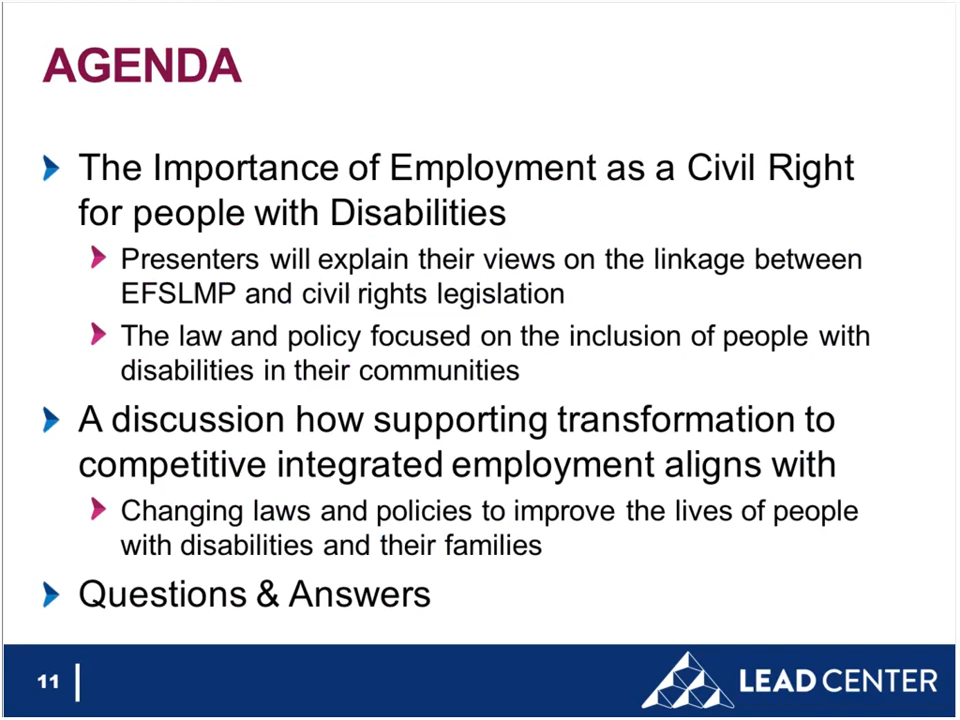 AGENDA
The Importance of Employment as a Civil Right
for people with Disabilities
Presenters will explain their views on the linkage between
EFSLMP and civil rights legislation
The law and policy focused on the inclusion of people with
disabilities in their communities
A discussion how supporting transformation to
competitive integrated employment aligns with
Changing laws and policies to improve the lives of people
with disabilities and their families
Questions & Answers
11
LEAD CENTER